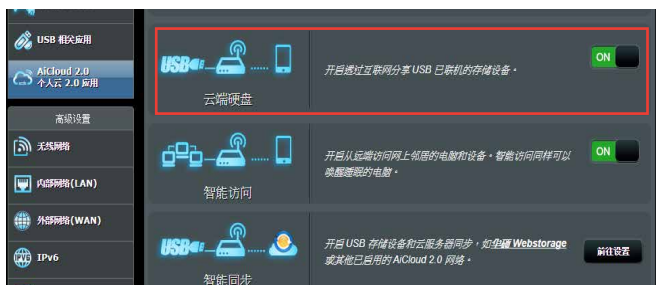 USB 相关应用
AiCloud 2.0
个人云 2.0 应用
高级设置
无线网络
内部网络(LAN)
外部网络(WAN)
IPv6
USB
云端硬盘
开启透过互联网分享 USB 已联机的存储设备。
ON
智能访问
开启从远端访问网上邻居的电脑和设备。智能访问同样可以
唤醒睡眠的电脑。
ON
USB
智能同步
开启 USB 存储设备和云服务器同步，如华硕 Webstorage
或其他已启用的 AiCloud 2.0 网络。
前往设置